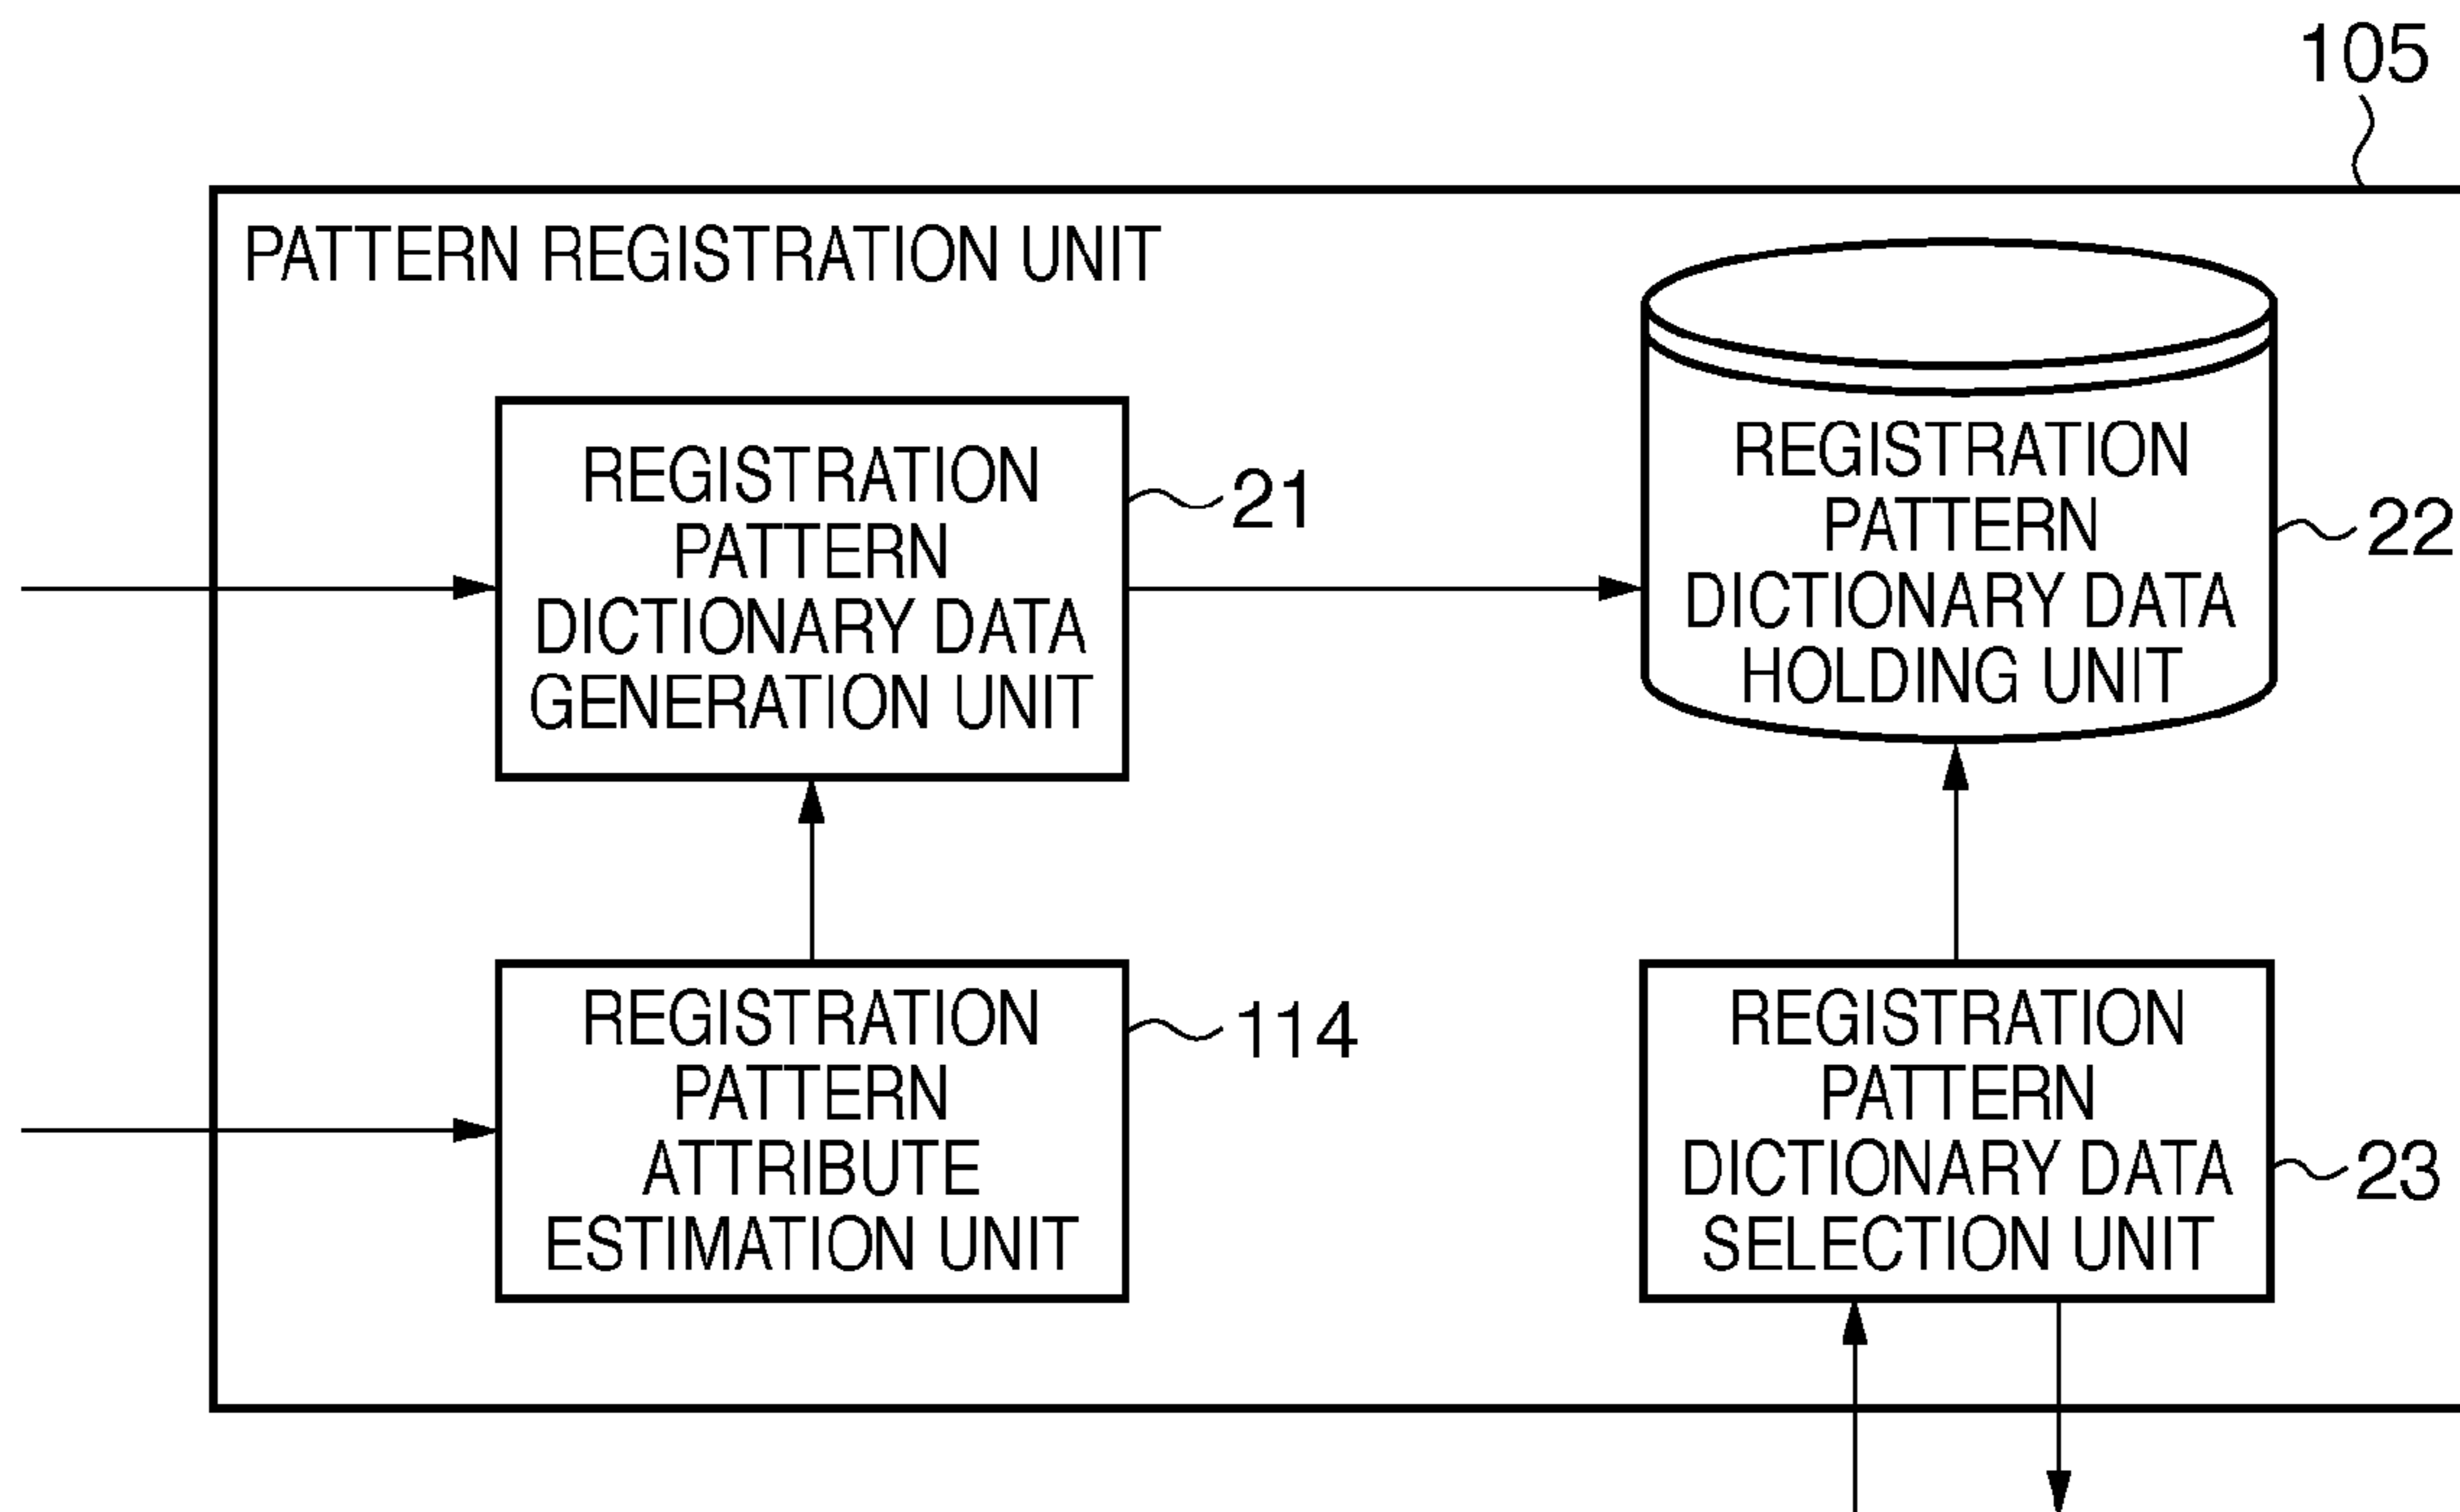 105
PATTERN REGISTRATION UNIT
REGISTRATION
PATTERN
DICTIONARY DATA
GENERATION UNIT
21
REGISTRATION
PATTERN
DICTIONARY DATA
HOLDING UNIT
22
REGISTRATION
PATTERN
ATTRIBUTE
ESTIMATION UNIT
114
REGISTRATION
PATTERN
DICTIONARY DATA
SELECTION UNIT
23